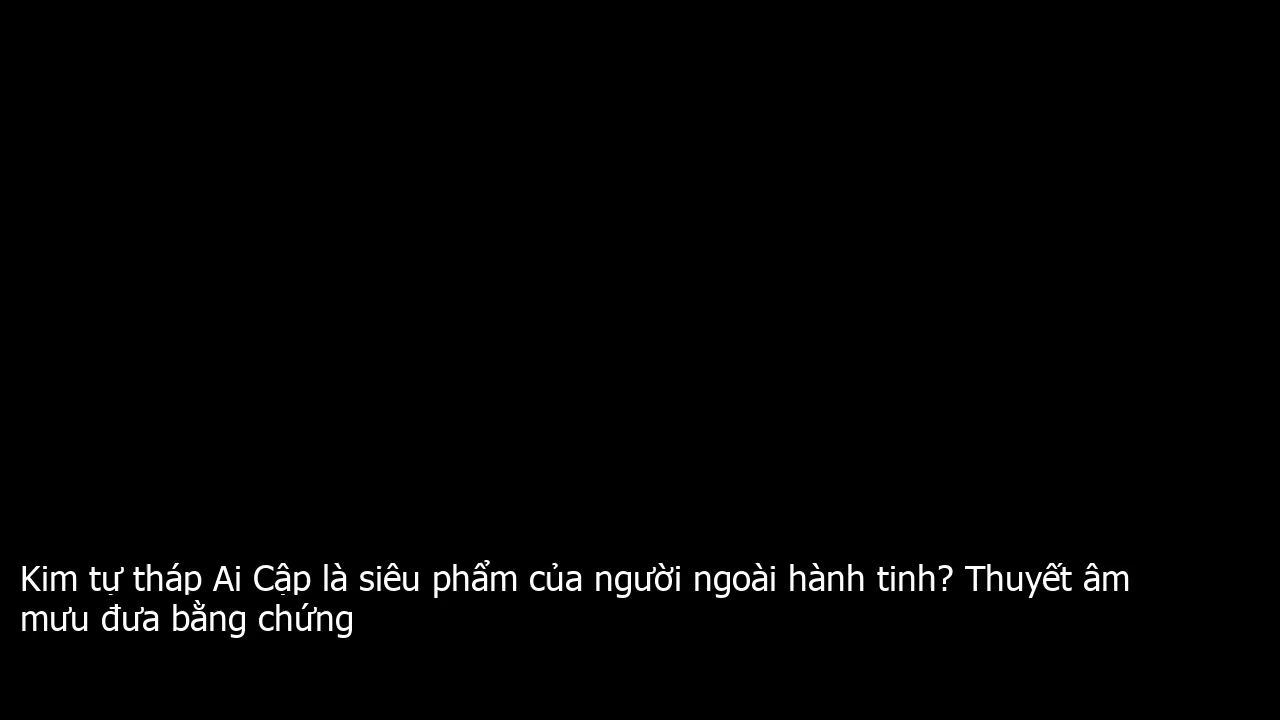 Kim tự tháp Ai Cập là siêu phẩm của người ngoài hành tinh? Thuyết âm
mưu đưa bằng chứng